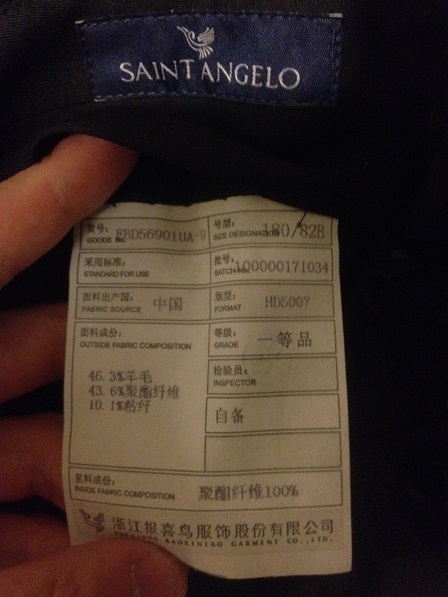 SAINT ANGELO
货号: EBD56901UA-9
GOODS No.
号型: 180/82B
SIZE DESIGNATION
采用标准:
STANDARD FOR USE
批号: 100000171034
BATCH No.
面料出产国: 中国
FABRIC SOURCE
版型: HD5007
FORMAT
面料成份:
OUTSIDE FABRIC COMPOSITION
46.3%羊毛
43.6%聚酯纤维
10.1%粘纤
等级: 一等品
GRADE
检验员:
INSPECTOR
自备
里料成份: 聚酯纤维100%
INSIDE FABRIC COMPOSITION
浙江报喜鸟服饰股份有限公司
BAOXINIAO GARMENT CO.,LTD.